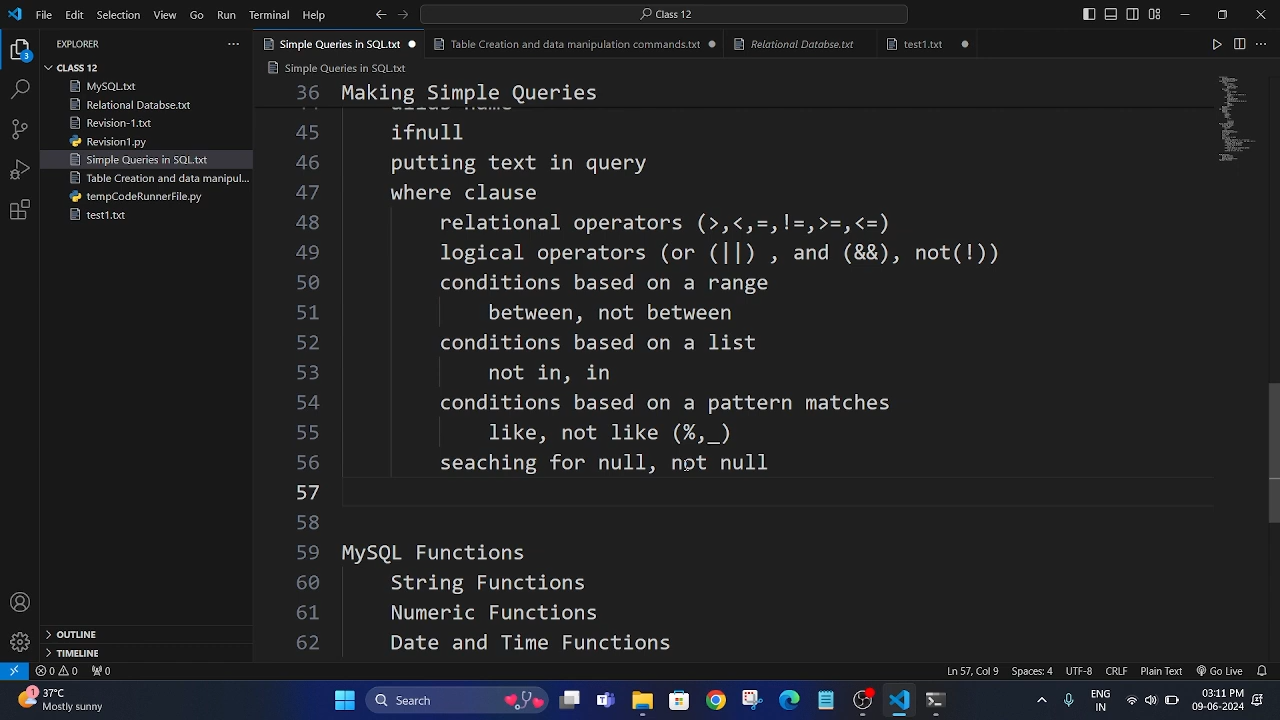 File Edit Selection View Go Run Terminal Help
Class 12
EXPLORER
Simple Queries in SQL.txt
Table Creation and data manipulation commands.txt
Relational Databse.txt
test1.txt
CLASS 12
MySQL.txt
Relational Databse.txt
Revision-1.txt
Revision1.py
Simple Queries in SQL.txt
Table Creation and data manipul...
tempCodeRunnerFile.py
test1.txt
OUTLINE
TIMELINE
3
Simple Queries in SQL.txt
36 Making Simple Queries
45 ifnull
46 putting text in query
47 where clause
48 relational operators (>,<,=,!=,>=,<=)
49 logical operators (or (||) , and (&&), not(!))
50 conditions based on a range
51 between, not between
52 conditions based on a list
53 not in, in
54 conditions based on a pattern matches
55 like, not like (%,_)
56 seaching for null, not null
57
58
59 MySQL Functions
60 String Functions
61 Numeric Functions
62 Date and Time Functions
0 0 0
Ln 57, Col 9 Spaces: 4 UTF-8 CRLF Plain Text Go Live
1
37°C
Mostly sunny
Search
ENG
IN
03:11 PM
09-06-2024